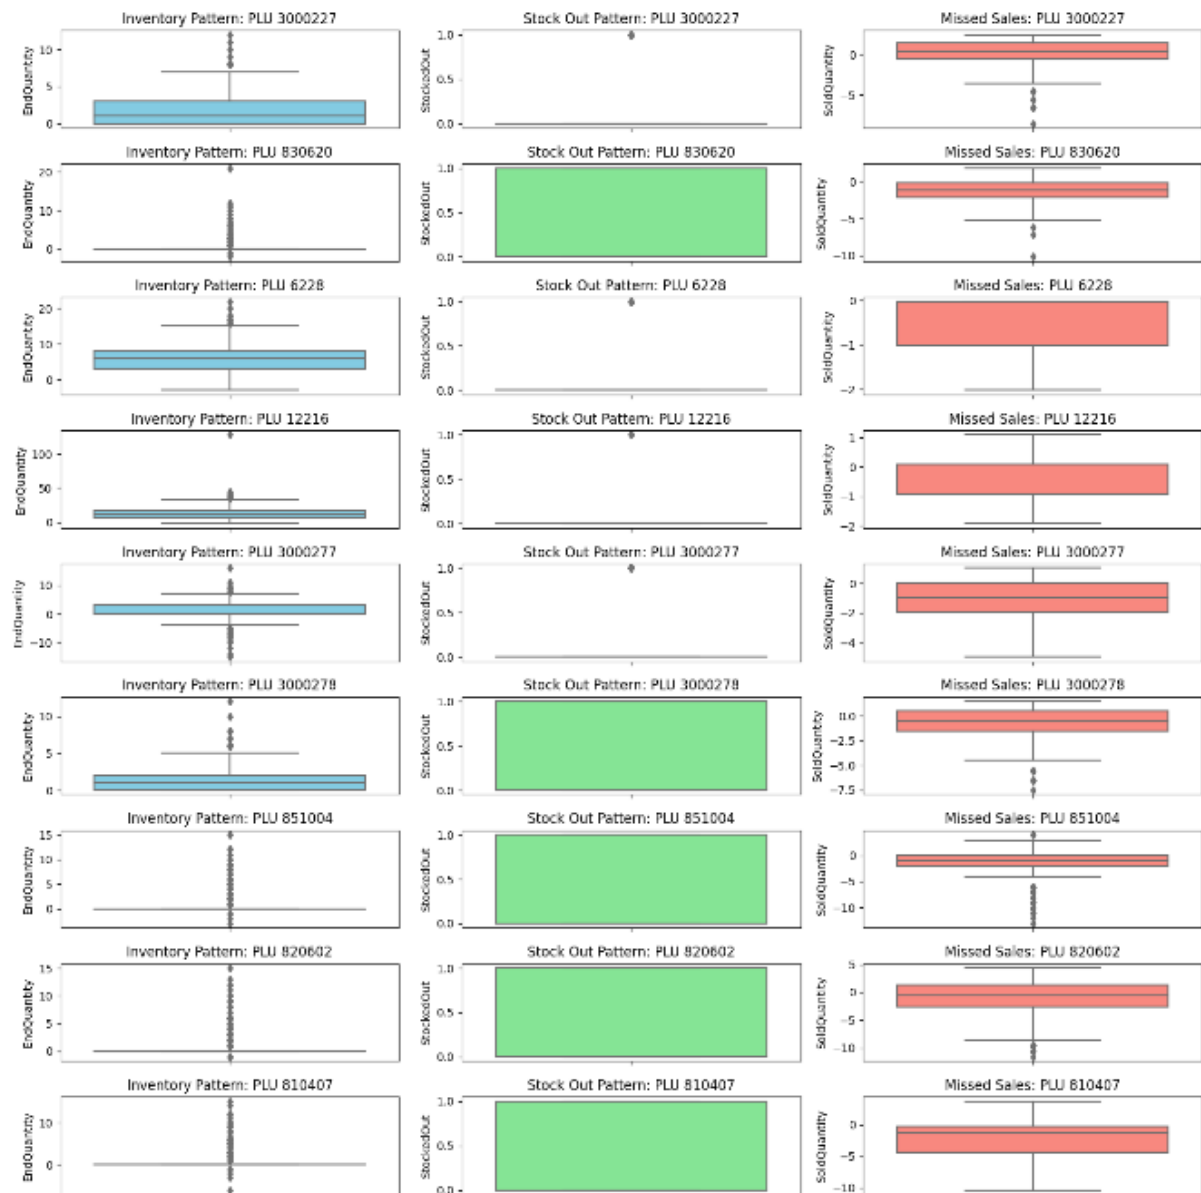 Inventory Pattern: PLU 3000227
Stock Out Pattern: PLU 3000227
Missed Sales: PLU 3000227
EndQuantity
10
5
0
StockedOut
1.0
0.5
0.0
SoldQuantity
0
−5
Inventory Pattern: PLU 830620
Stock Out Pattern: PLU 830620
Missed Sales: PLU 830620
EndQuantity
20
10
0
StockedOut
1.0
0.5
0.0
SoldQuantity
0
−5
−10
Inventory Pattern: PLU 6228
Stock Out Pattern: PLU 6228
Missed Sales: PLU 6228
EndQuantity
20
10
0
StockedOut
1.0
0.5
0.0
SoldQuantity
0
−1
−2
Inventory Pattern: PLU 12216
Stock Out Pattern: PLU 12216
Missed Sales: PLU 12216
EndQuantity
100
50
0
StockedOut
1.0
0.5
0.0
SoldQuantity
1
0
−1
−2
Inventory Pattern: PLU 3000277
Stock Out Pattern: PLU 3000277
Missed Sales: PLU 3000277
EndQuantity
10
0
−10
StockedOut
1.0
0.5
0.0
SoldQuantity
0
−2
−4
Inventory Pattern: PLU 3000278
Stock Out Pattern: PLU 3000278
Missed Sales: PLU 3000278
EndQuantity
10
5
0
StockedOut
1.0
0.5
0.0
SoldQuantity
0.0
−2.5
−5.0
−7.5
Inventory Pattern: PLU 851004
Stock Out Pattern: PLU 851004
Missed Sales: PLU 851004
EndQuantity
15
10
5
0
StockedOut
1.0
0.5
0.0
SoldQuantity
0
−5
−10
Inventory Pattern: PLU 820602
Stock Out Pattern: PLU 820602
Missed Sales: PLU 820602
EndQuantity
15
10
5
0
StockedOut
1.0
0.5
0.0
SoldQuantity
5
0
−5
−10
Inventory Pattern: PLU 810407
Stock Out Pattern: PLU 810407
Missed Sales: PLU 810407
EndQuantity
10
0
StockedOut
1.0
0.5
0.0
SoldQuantity
0
−5
−10